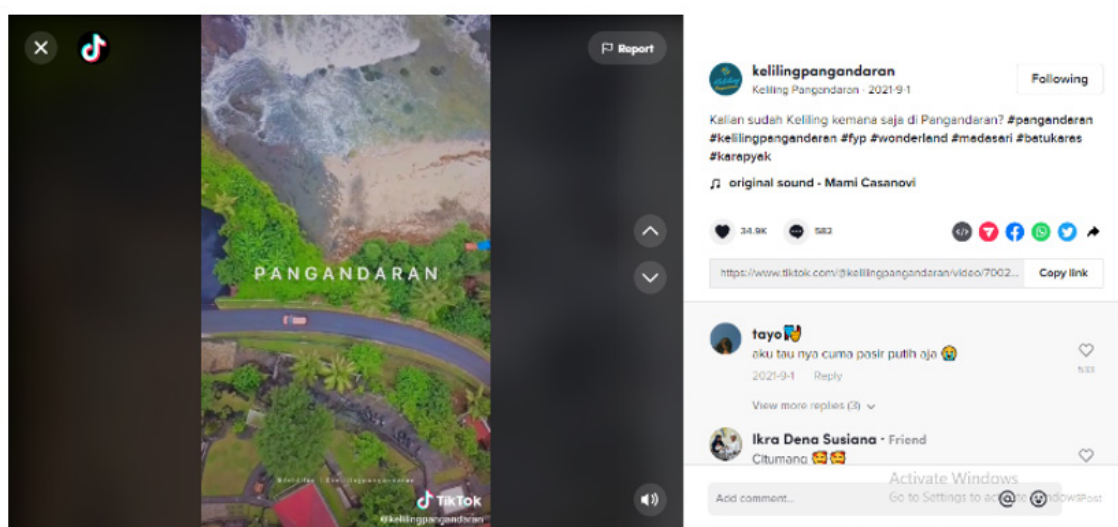 Report
PANGANDARAN
TikTok
@kelilingpangandaran
kelilingpangandaran
Keliling Pangandaran · 2021-9-1
Following
Kalian sudah Keliling kemana saja di Pangandaran? #pangandaran
#kelilingpangandaran #fyp #wonderland #madasari #batukaras
#karapyak
original sound - Mami Casanovi
34.9K
582
https://www.tiktok.com/@kelilingpangandaran/video/7002...
Copy link
tayo
aku tau nya cuma pasir putih aja
2021-9-1 Reply
533
View more replies (3)
Ikra Dena Susiana · Friend
Citumang
Add comment...
Post
Activate Windows
Go to Settings to activate Windows